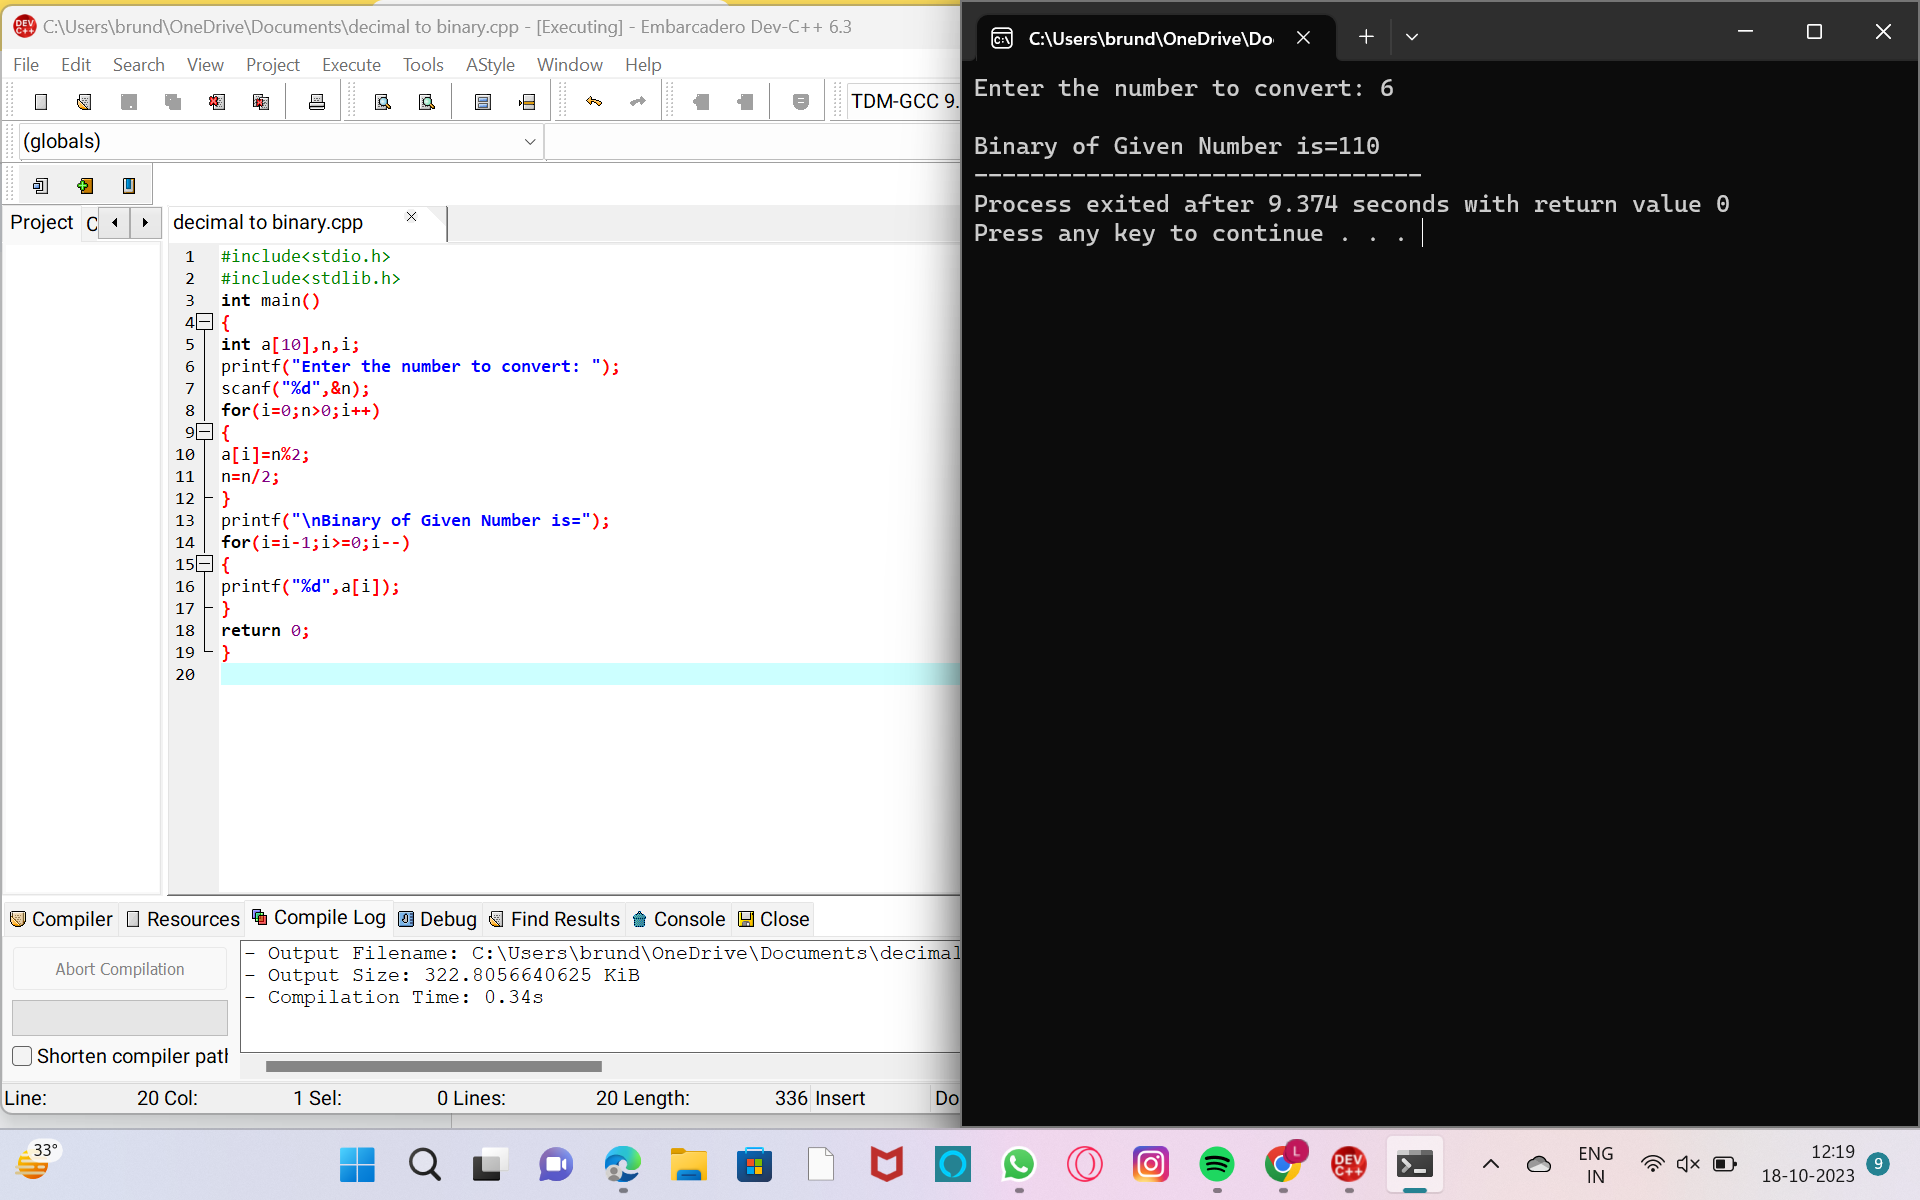 C:\Users\brund\OneDrive\Documents\decimal to binary.cpp - [Executing] - Embarcadero Dev-C++ 6.3
File Edit Search View Project Execute Tools AStyle Window Help
TDM-GCC 9.
(globals)
Project C
decimal to binary.cpp
1 #include<stdio.h>
2 #include<stdlib.h>
3 int main()
4 {
5 int a[10],n,i;
6 printf("Enter the number to convert: ");
7 scanf("%d",&n);
8 for(i=0;n>0;i++)
9 {
10 a[i]=n%2;
11 n=n/2;
12 }
13 printf("\nBinary of Given Number is=");
14 for(i=i-1;i>=0;i--)
15 {
16 printf("%d",a[i]);
17 }
18 return 0;
19 }
20
Compiler Resources Compile Log Debug Find Results Console Close
Abort Compilation
Shorten compiler path
- Output Filename: C:\Users\brund\OneDrive\Documents\decimal
- Output Size: 322.8056640625 KiB
- Compilation Time: 0.34s
Line: 20 Col: 1 Sel: 0 Lines: 20 Length: 336 Insert Do
C:\Users\brund\OneDrive\Do
Enter the number to convert: 6
Binary of Given Number is=110
--------------------------------
Process exited after 9.374 seconds with return value 0
Press any key to continue . . .
33°
L
DEV C++
ENG
IN
12:19
18-10-2023
9